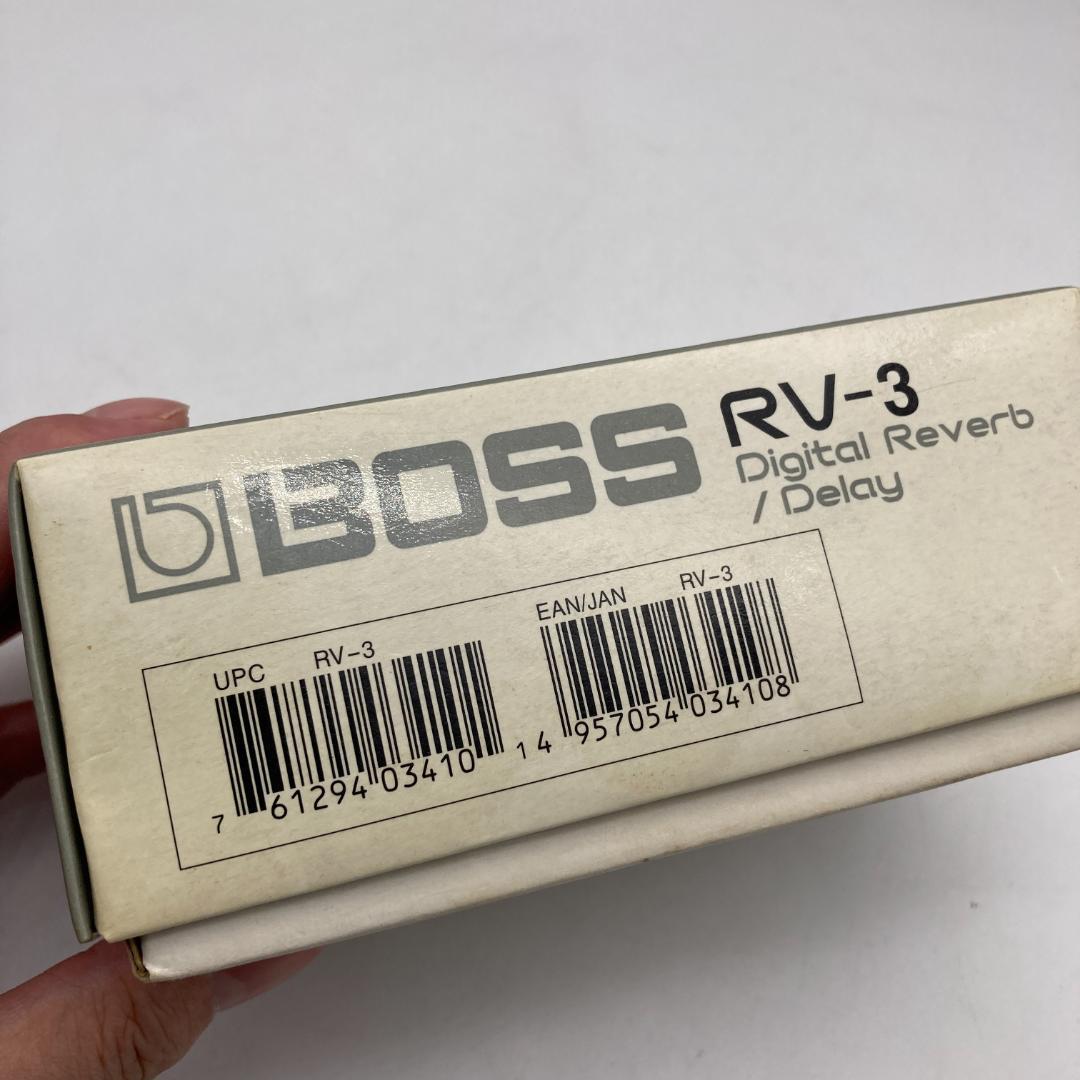 BOSS RV-3
Digital Reverb
/ Delay
UPC RV-3
7 61294 03410 1
EAN/JAN RV-3
4 957054 034108